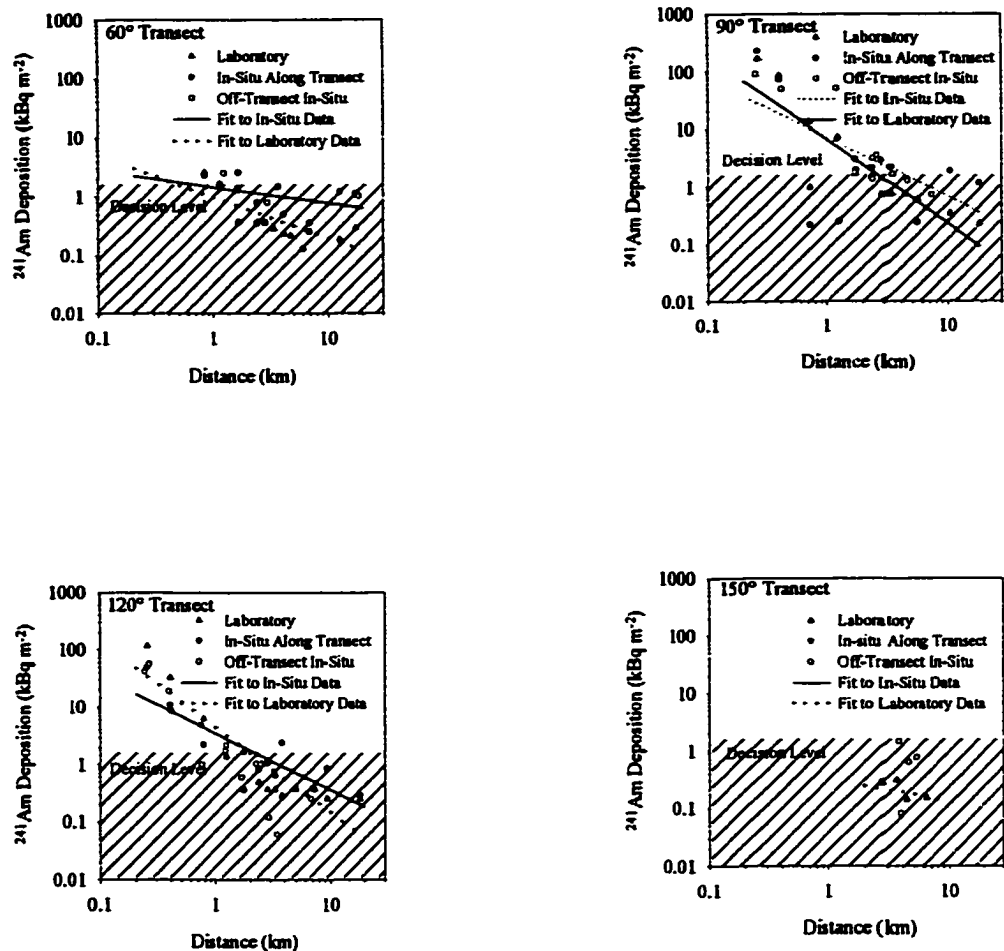 60° Transect
Laboratory
In-Situ Along Transect
Off-Transect In-Situ
Fit to In-Situ Data
Fit to Laboratory Data
Decision Level
²⁴¹Am Deposition (kBq m⁻²)
1000
100
10
1
0.1
0.01
0.1
1
10
Distance (km)
90° Transect
Laboratory
In-Situ Along Transect
Off-Transect In-Situ
Fit to In-Situ Data
Fit to Laboratory Data
Decision Level
²⁴¹Am Deposition (kBq m⁻²)
1000
100
10
1
0.1
0.01
0.1
1
10
Distance (km)
120° Transect
Laboratory
In-Situ Along Transect
Off-Transect In-Situ
Fit to In-Situ Data
Fit to Laboratory Data
Decision Level
²⁴¹Am Deposition (kBq m⁻²)
1000
100
10
1
0.1
0.01
0.1
1
10
Distance (km)
150° Transect
Laboratory
In-situ Along Transect
Off-Transect In-Situ
Fit to In-Situ Data
Fit to Laboratory Data
Decision Level
²⁴¹Am Deposition (kBq m⁻²)
1000
100
10
1
0.1
0.01
0.1
1
10
Distance (km)